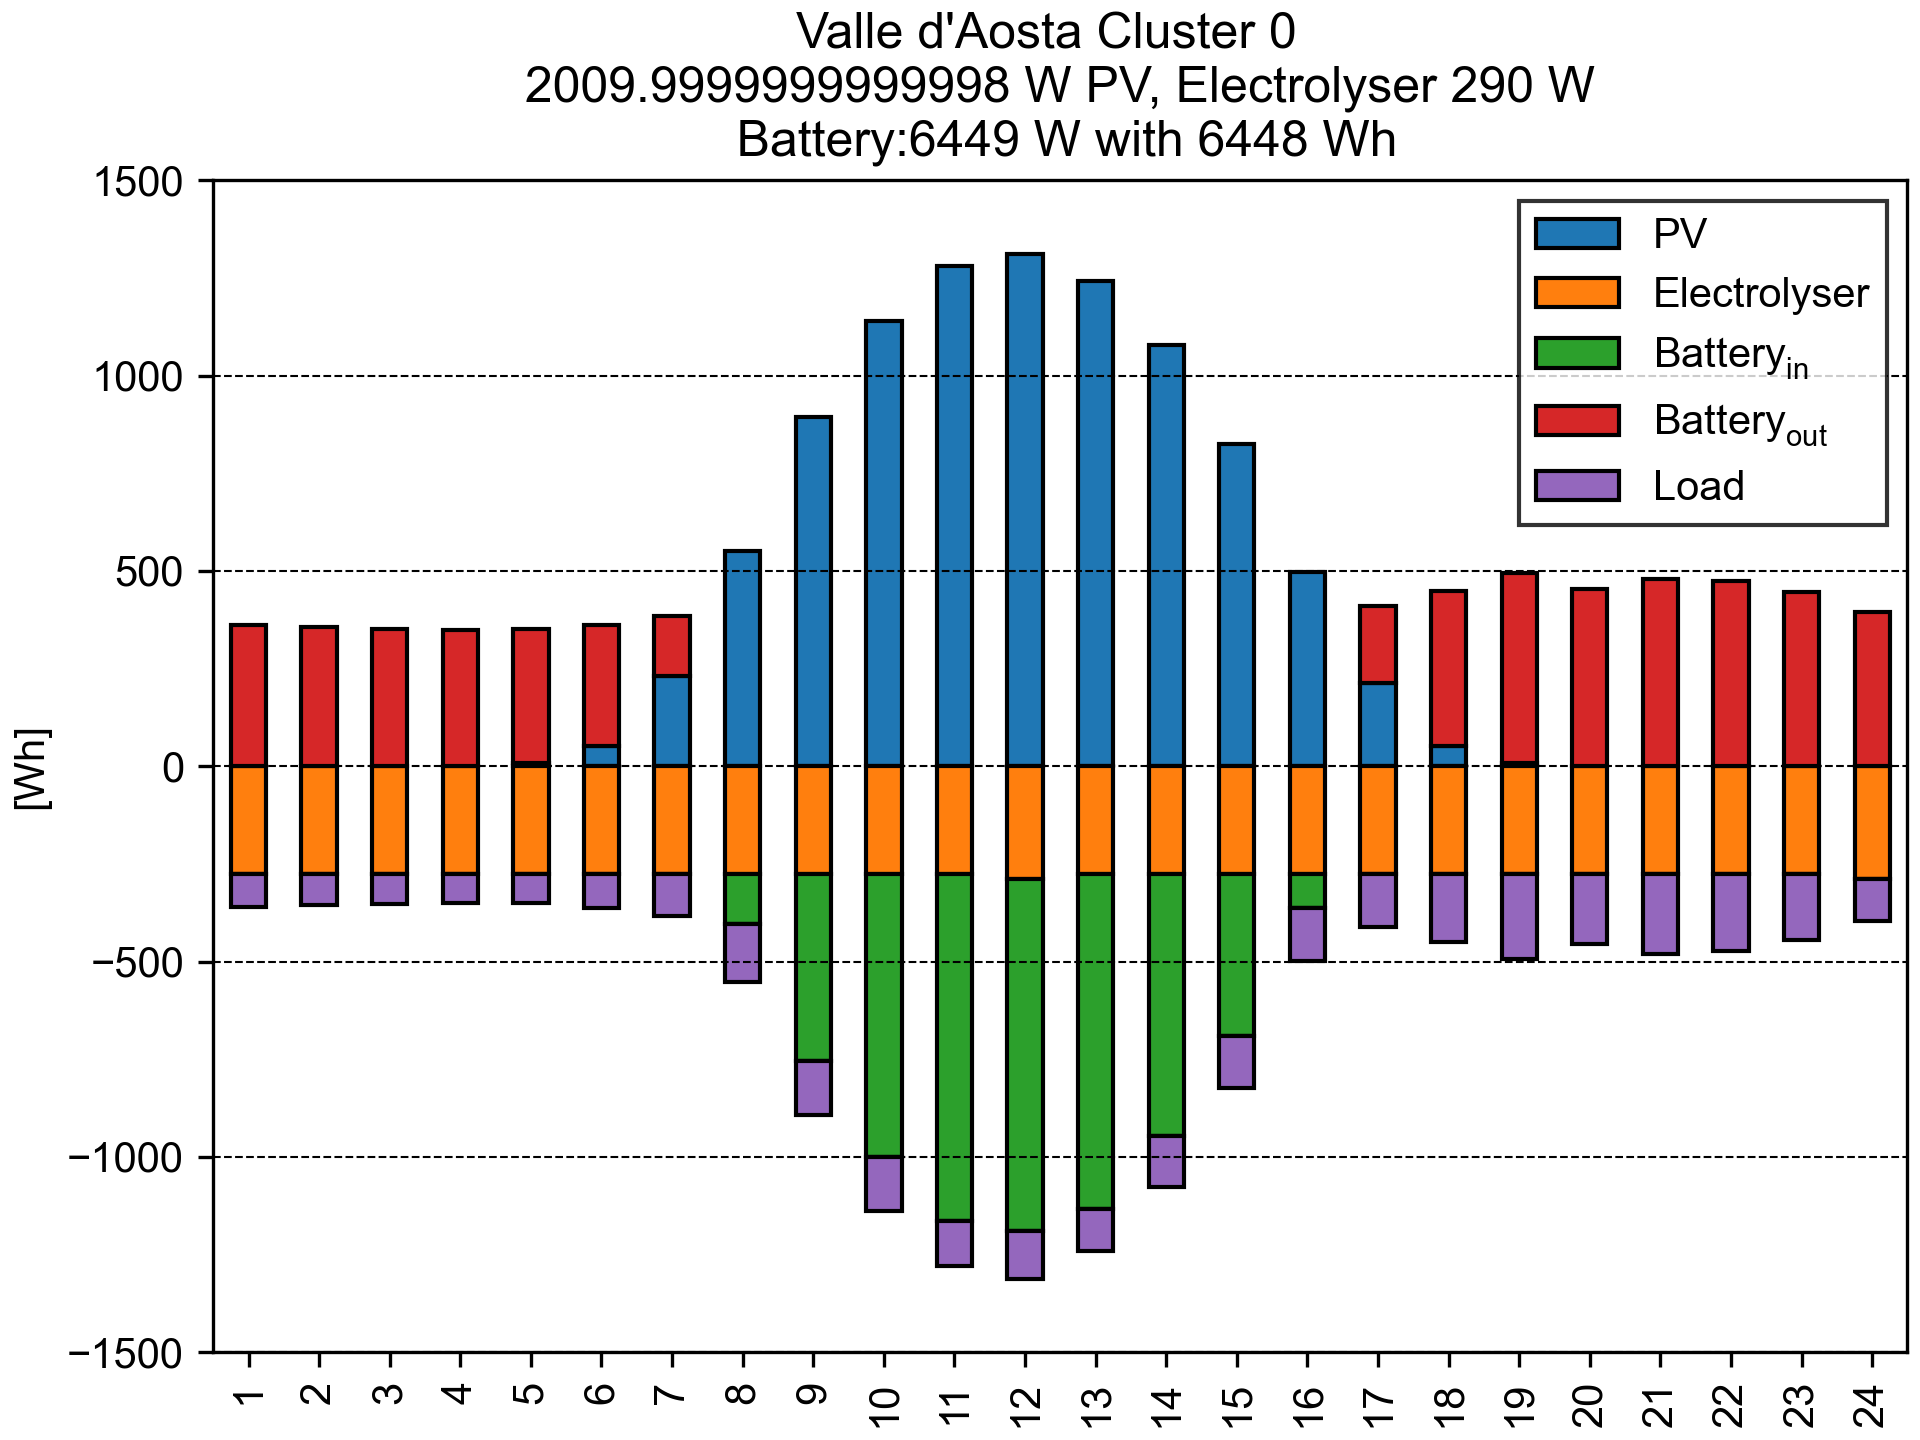 Valle d'Aosta Cluster 0
2009.9999999999998 W PV, Electrolyser 290 W
Battery:6449 W with 6448 Wh
1500
1000
500
0
−500
−1000
−1500
[Wh]
PV
Electrolyser
Battery_in
Battery_out
Load
1 2 3 4 5 6 7 8 9 10 11 12 13 14 15 16 17 18 19 20 21 22 23 24